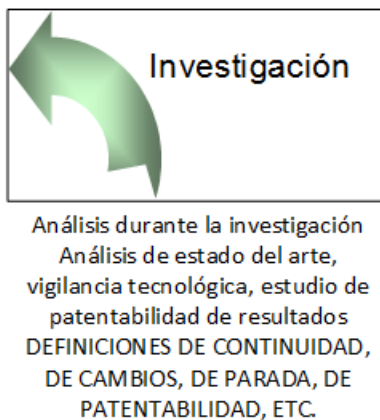 Investigación
Análisis durante la investigación
Análisis de estado del arte,
vigilancia tecnológica, estudio de
patentabilidad de resultados
DEFINICIONES DE CONTINUIDAD,
DE CAMBIOS, DE PARADA, DE
PATENTABILIDAD, ETC.